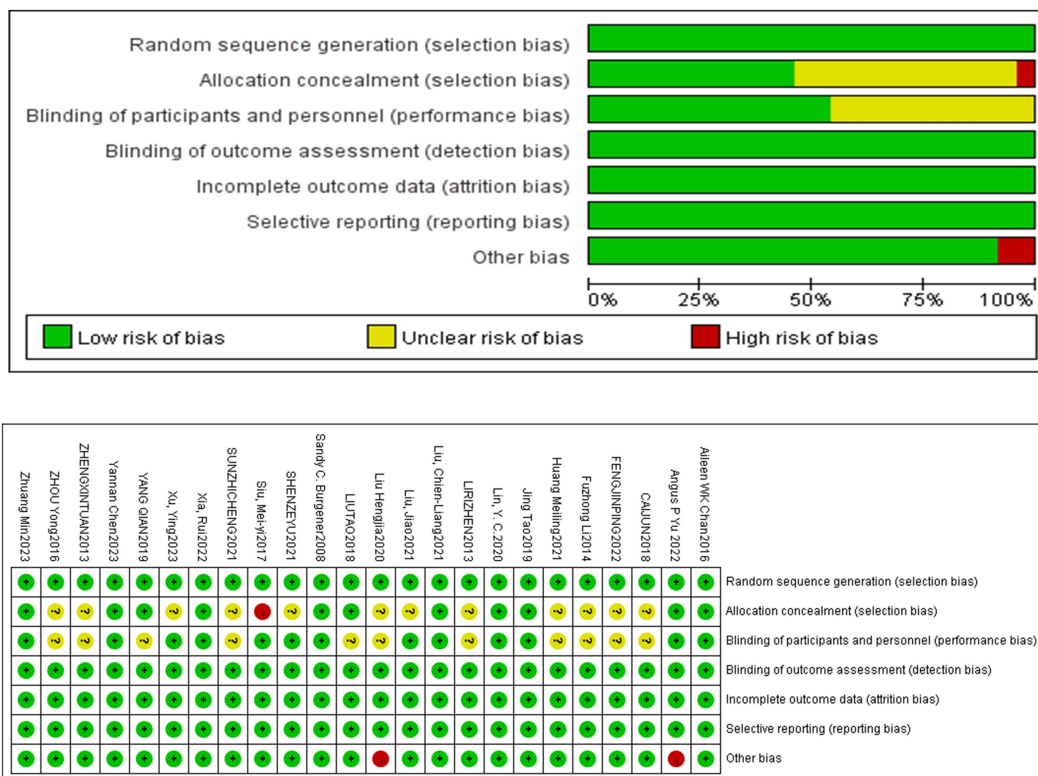 Random sequence generation (selection bias)
Allocation concealment (selection bias)
Blinding of participants and personnel (performance bias)
Blinding of outcome assessment (detection bias)
Incomplete outcome data (attrition bias)
Selective reporting (reporting bias)
Other bias
0% 25% 50% 75% 100%
Low risk of bias Unclear risk of bias High risk of bias
Zhuang Min2023
ZHOU Yong2016
ZHENGXINTUAN2013
Yannan Chen2023
YANG QIAN2019
Xu, Ying2023
Xia, Rui2022
SUNZHICHENG2021
Siu, Mei-yi2017
SHENZEYU2021
Sandy C. Burgener2008
LIUTAO2018
Liu Hengjia2020
Liu, Jiao2021
Liu, Chien-Liang2021
LIRIZHEN2013
Lin, Y. C. 2020
Jing Tao2019
Huang Meiling2021
Fuzhong Li2014
FENGJINPING2022
CAIJUN2018
Angus P Yu 2022
Aileen WK Chan2016
+ + + + + + + + + + + + + + + + + + + + + + + + Random sequence generation (selection bias)
+ ? ? + + ? + ? - ? + + ? ? + ? + + ? ? ? ? + + Allocation concealment (selection bias)
+ ? ? + ? + + ? + + + ? ? + + ? + + ? ? ? ? + + Blinding of participants and personnel (performance bias)
+ + + + + + + + + + + + + + + + + + + + + + + + Blinding of outcome assessment (detection bias)
+ + + + + + + + + + + + + + + + + + + + + + + + Incomplete outcome data (attrition bias)
+ + + + + + + + + + + + + + + + + + + + + + + + Selective reporting (reporting bias)
+ + + + + + + + + + + + - + + + + + + + + + - + Other bias